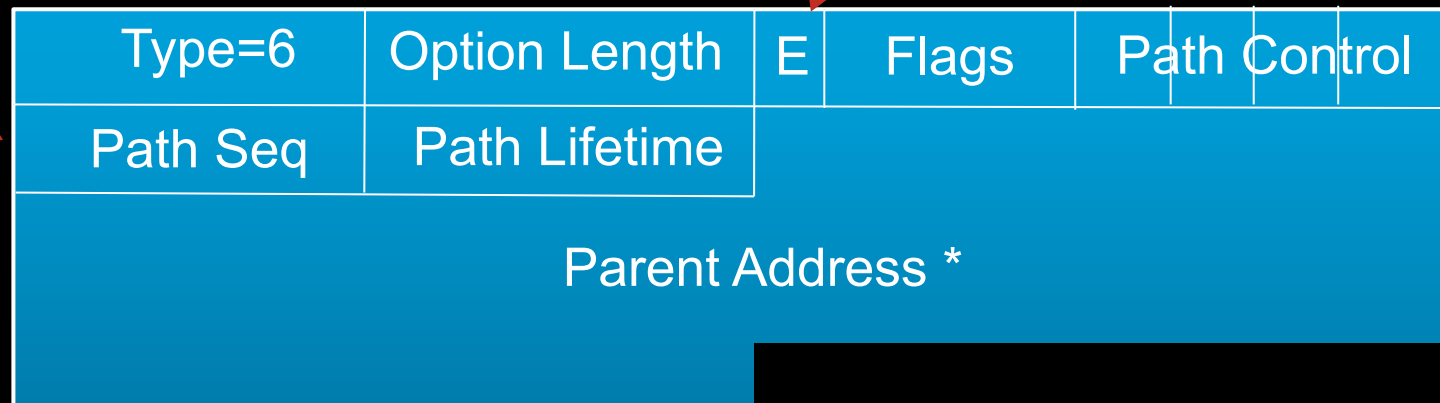 Type=6 Option Length E Flags Path Control
Path Seq Path Lifetime
Parent Address *